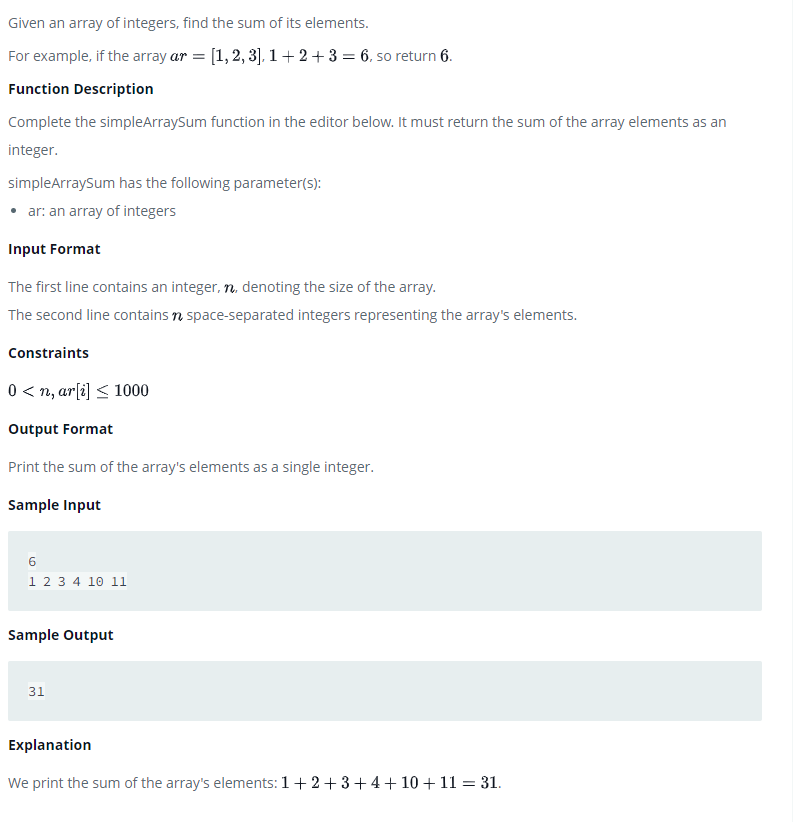 Given an array of integers, find the sum of its elements.
For example, if the array ar = [1, 2, 3], 1 + 2 + 3 = 6, so return 6.
Function Description
Complete the simpleArraySum function in the editor below. It must return the sum of the array elements as an
integer.
simpleArraySum has the following parameter(s):
• ar: an array of integers
Input Format
The first line contains an integer, n, denoting the size of the array.
The second line contains n space-separated integers representing the array's elements.
Constraints
0 < n, ar[i] ≤ 1000
Output Format
Print the sum of the array's elements as a single integer.
Sample Input
6
1 2 3 4 10 11
Sample Output
31
Explanation
We print the sum of the array's elements: 1 + 2 + 3 + 4 + 10 + 11 = 31.